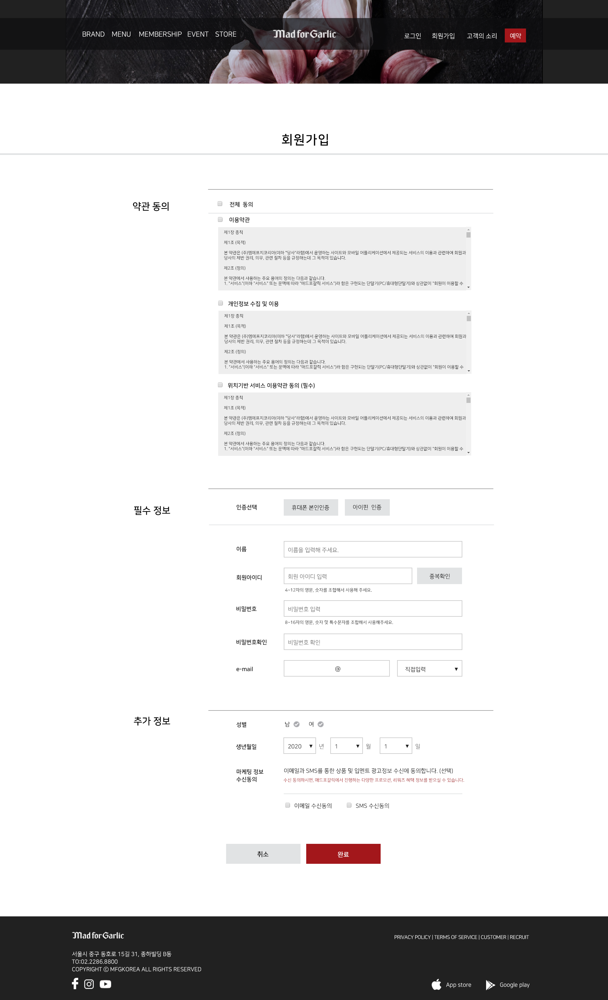 BRAND MENU MEMBERSHIP EVENT STORE Mad for Garlic 로그인 회원가입 고객의 소리 예약
회원가입
약관 동의
전체 동의
이용약관
제1장 총칙
제1조 (목적)
본 약관은 (주)엠에프지코리아(이하 "당사"라함)에서 운영하는 사이트와 모바일 어플리케이션에서 제공되는 서비스의 이용과 관련하여 회원과
당사의 제반 권리, 의무, 관련 절차 등을 규정하는데 그 목적이 있습니다.
제2조 (정의)
본 약관에서 사용하는 주요 용어의 정의는 다음과 같습니다.
1. "서비스"(이하 "서비스" 또는 문맥에 따라 "매드포갈릭 서비스")라 함은 구현되는 단말기(PC/휴대형단말기)와 상관없이 "회원이 이용할 수
개인정보 수집 및 이용
제1장 총칙
제1조 (목적)
본 약관은 (주)엠에프지코리아(이하 "당사"라함)에서 운영하는 사이트와 모바일 어플리케이션에서 제공되는 서비스의 이용과 관련하여 회원과
당사의 제반 권리, 의무, 관련 절차 등을 규정하는데 그 목적이 있습니다.
제2조 (정의)
본 약관에서 사용하는 주요 용어의 정의는 다음과 같습니다.
1. "서비스"(이하 "서비스" 또는 문맥에 따라 "매드포갈릭 서비스")라 함은 구현되는 단말기(PC/휴대형단말기)와 상관없이 "회원이 이용할 수
위치기반 서비스 이용약관 동의 (필수)
제1장 총칙
제1조 (목적)
본 약관은 (주)엠에프지코리아(이하 "당사"라함)에서 운영하는 사이트와 모바일 어플리케이션에서 제공되는 서비스의 이용과 관련하여 회원과
당사의 제반 권리, 의무, 관련 절차 등을 규정하는데 그 목적이 있습니다.
제2조 (정의)
본 약관에서 사용하는 주요 용어의 정의는 다음과 같습니다.
1. "서비스"(이하 "서비스" 또는 문맥에 따라 "매드포갈릭 서비스")라 함은 구현되는 단말기(PC/휴대형단말기)와 상관없이 "회원이 이용할 수
필수 정보
인증선택 휴대폰 본인인증 아이핀 인증
이름 이름을 입력해 주세요.
회원아이디 회원 아이디 입력 중복확인
4~12자의 영문, 숫자를 조합해서 사용해 주세요.
비밀번호 비밀번호 입력
8~16자의 영문, 숫자 및 특수문자를 조합해서 사용해주세요.
비밀번호확인 비밀번호 확인
e-mail @ 직접입력
추가 정보
성별 남 여
생년월일 2020 년 1 월 1 일
마케팅 정보
수신동의
이메일과 SMS를 통한 상품 및 입멘트 광고정보 수신에 동의합니다. (선택)
수신 동의하시면, 매드포갈릭에서 진행하는 다양한 프로모션, 리워즈 혜택 정보를 받으실 수 있습니다.
이메일 수신동의 SMS 수신동의
취소 완료
Mad for Garlic
PRIVACY POLICY | TERMS OF SERVICE | CUSTOMER | RECRUIT
서울시 중구 동호로 15길 31, 종하빌딩 B동
TO:02.2286.8800
COPYRIGHT ⓒ MFGKOREA ALL RIGHTS RESERVED
App store Google play